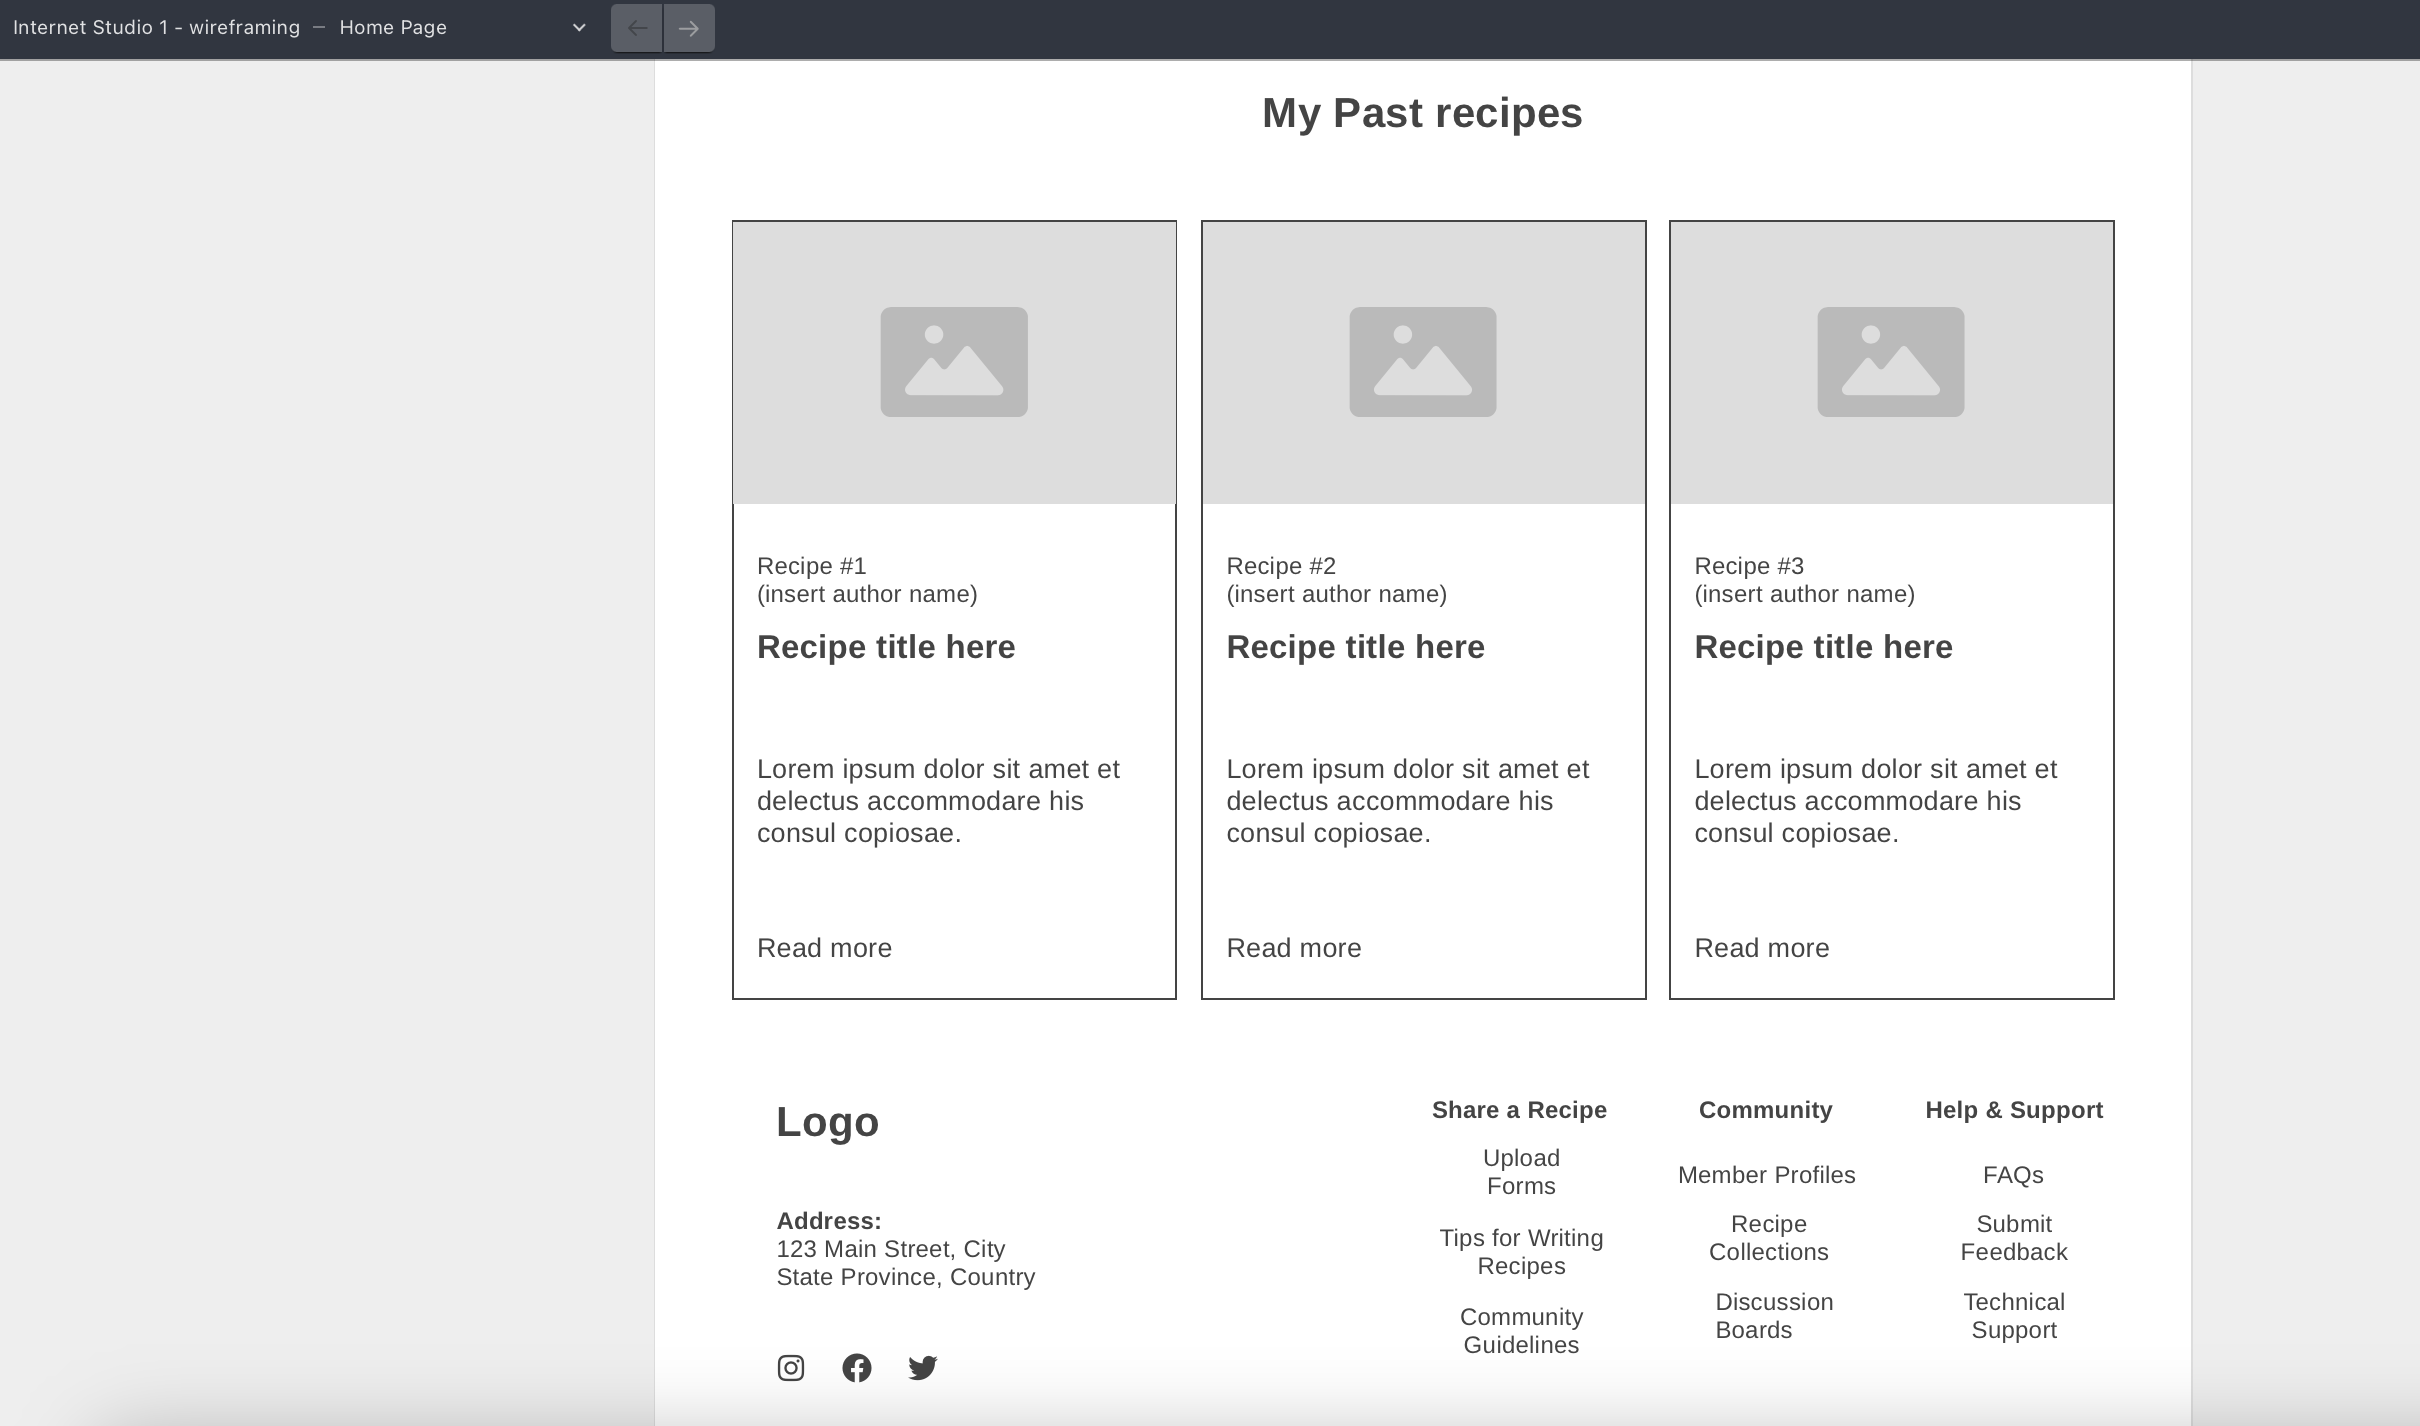 Internet Studio 1 - wireframing — Home Page
My Past recipes
Recipe #1
(insert author name)
Recipe title here
Lorem ipsum dolor sit amet et
delectus accommodare his
consul copiosae.
Read more
Recipe #2
(insert author name)
Recipe title here
Lorem ipsum dolor sit amet et
delectus accommodare his
consul copiosae.
Read more
Recipe #3
(insert author name)
Recipe title here
Lorem ipsum dolor sit amet et
delectus accommodare his
consul copiosae.
Read more
Logo
Address:
123 Main Street, City
State Province, Country
Share a Recipe
Upload
Forms
Tips for Writing
Recipes
Community
Guidelines
Community
Member Profiles
Recipe
Collections
Discussion
Boards
Help & Support
FAQs
Submit
Feedback
Technical
Support